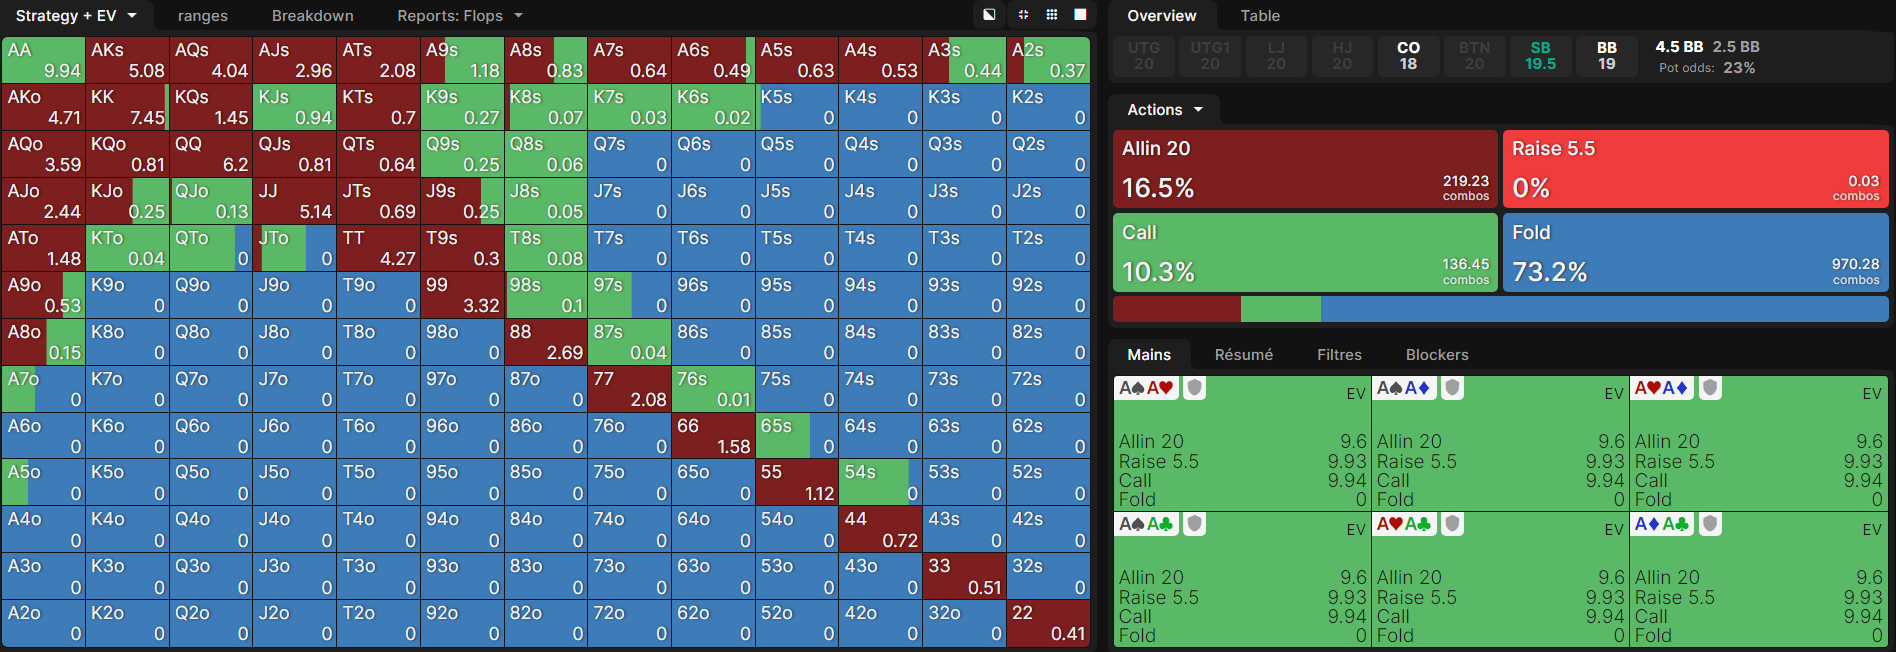 Strategy + EV ranges Breakdown Reports: Flops
AA AKs AQs AJs ATs A9s A8s A7s A6s A5s A4s A3s A2s
9.94 5.08 4.04 2.96 2.08 1.18 0.83 0.64 0.49 0.63 0.53 0.44 0.37
AKo KK KQs KJs KTs K9s K8s K7s K6s K5s K4s K3s K2s
4.71 7.45 1.45 0.94 0.7 0.27 0.07 0.03 0.02 0 0 0 0
AQo KQo QQ QJs QTs Q9s Q8s Q7s Q6s Q5s Q4s Q3s Q2s
3.59 0.81 6.2 0.81 0.64 0.25 0.06 0 0 0 0 0 0
AJo KJo QJo JJ JTs J9s J8s J7s J6s J5s J4s J3s J2s
2.44 0.25 0.13 5.14 0.69 0.25 0.05 0 0 0 0 0 0
ATo KTo QTo JTo TT T9s T8s T7s T6s T5s T4s T3s T2s
1.48 0.04 0 0 4.27 0.3 0.08 0 0 0 0 0 0
A9o K9o Q9o J9o T9o 99 98s 97s 96s 95s 94s 93s 92s
0.53 0 0 0 0 3.32 0.1 0 0 0 0 0 0
A8o K8o Q8o J8o T8o 98o 88 87s 86s 85s 84s 83s 82s
0.15 0 0 0 0 0 2.69 0.04 0 0 0 0 0
A7o K7o Q7o J7o T7o 97o 87o 77 76s 75s 74s 73s 72s
0 0 0 0 0 0 0 2.08 0.01 0 0 0 0
A6o K6o Q6o J6o T6o 96o 86o 76o 66 65s 64s 63s 62s
0 0 0 0 0 0 0 0 1.58 0 0 0 0
A5o K5o Q5o J5o T5o 95o 85o 75o 65o 55 54s 53s 52s
0 0 0 0 0 0 0 0 0 1.12 0 0 0
A4o K4o Q4o J4o T4o 94o 84o 74o 64o 54o 44 43s 42s
0 0 0 0 0 0 0 0 0 0 0.72 0 0
A3o K3o Q3o J3o T3o 93o 83o 73o 63o 53o 43o 33 32s
0 0 0 0 0 0 0 0 0 0 0 0.51 0
A2o K2o Q2o J2o T2o 92o 82o 72o 62o 52o 42o 32o 22
0 0 0 0 0 0 0 0 0 0 0 0 0.41
Overview Table
UTG UTG1 LJ HJ CO BTN SB BB
20 20 20 20 18 20 19.5 19
4.5 BB 2.5 BB
Pot odds: 23%
Actions
Allin 20 Raise 5.5
16.5% 219.23 combos 0% 0.03 combos
Call Fold
10.3% 136.45 combos 73.2% 970.28 combos
Mains Résumé Filtres Blockers
A♠A♥ EV A♠A♦ EV A♥A♦ EV
Allin 20 9.6 Allin 20 9.6 Allin 20 9.6
Raise 5.5 9.93 Raise 5.5 9.93 Raise 5.5 9.93
Call 9.94 Call 9.94 Call 9.94
Fold 0 Fold 0 Fold 0
A♠A♣ EV A♥A♣ EV A♦A♣ EV
Allin 20 9.6 Allin 20 9.6 Allin 20 9.6
Raise 5.5 9.93 Raise 5.5 9.93 Raise 5.5 9.93
Call 9.94 Call 9.94 Call 9.94
Fold 0 Fold 0 Fold 0